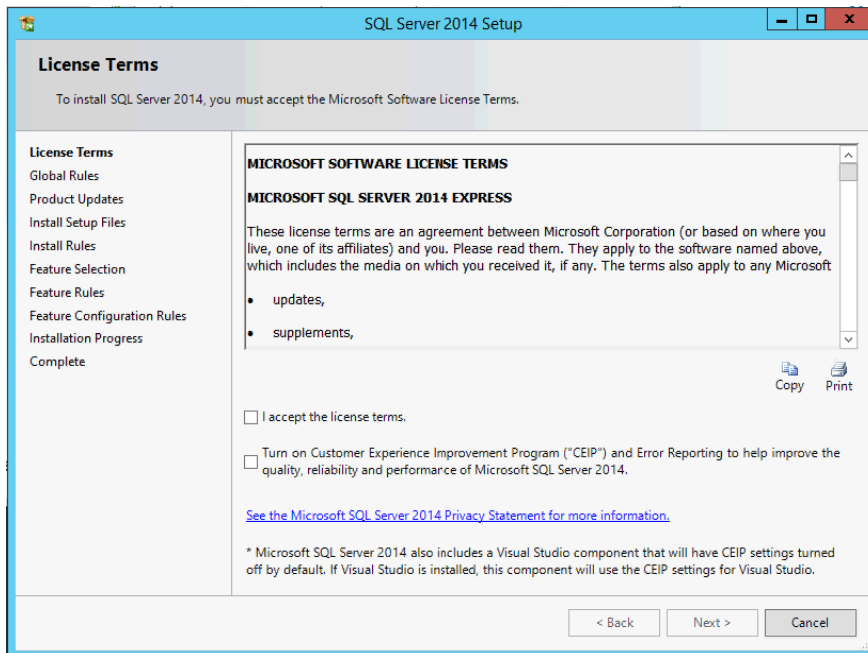 SQL Server 2014 Setup
License Terms
To install SQL Server 2014, you must accept the Microsoft Software License Terms.
License Terms
Global Rules
Product Updates
Install Setup Files
Install Rules
Feature Selection
Feature Rules
Feature Configuration Rules
Installation Progress
Complete
MICROSOFT SOFTWARE LICENSE TERMS
MICROSOFT SQL SERVER 2014 EXPRESS
These license terms are an agreement between Microsoft Corporation (or based on where you
live, one of its affiliates) and you. Please read them. They apply to the software named above,
which includes the media on which you received it, if any. The terms also apply to any Microsoft
• updates,
• supplements,
Copy Print
I accept the license terms.
Turn on Customer Experience Improvement Program ("CEIP") and Error Reporting to help improve the
quality, reliability and performance of Microsoft SQL Server 2014.
See the Microsoft SQL Server 2014 Privacy Statement for more information.
* Microsoft SQL Server 2014 also includes a Visual Studio component that will have CEIP settings turned
off by default. If Visual Studio is installed, this component will use the CEIP settings for Visual Studio.
< Back Next > Cancel